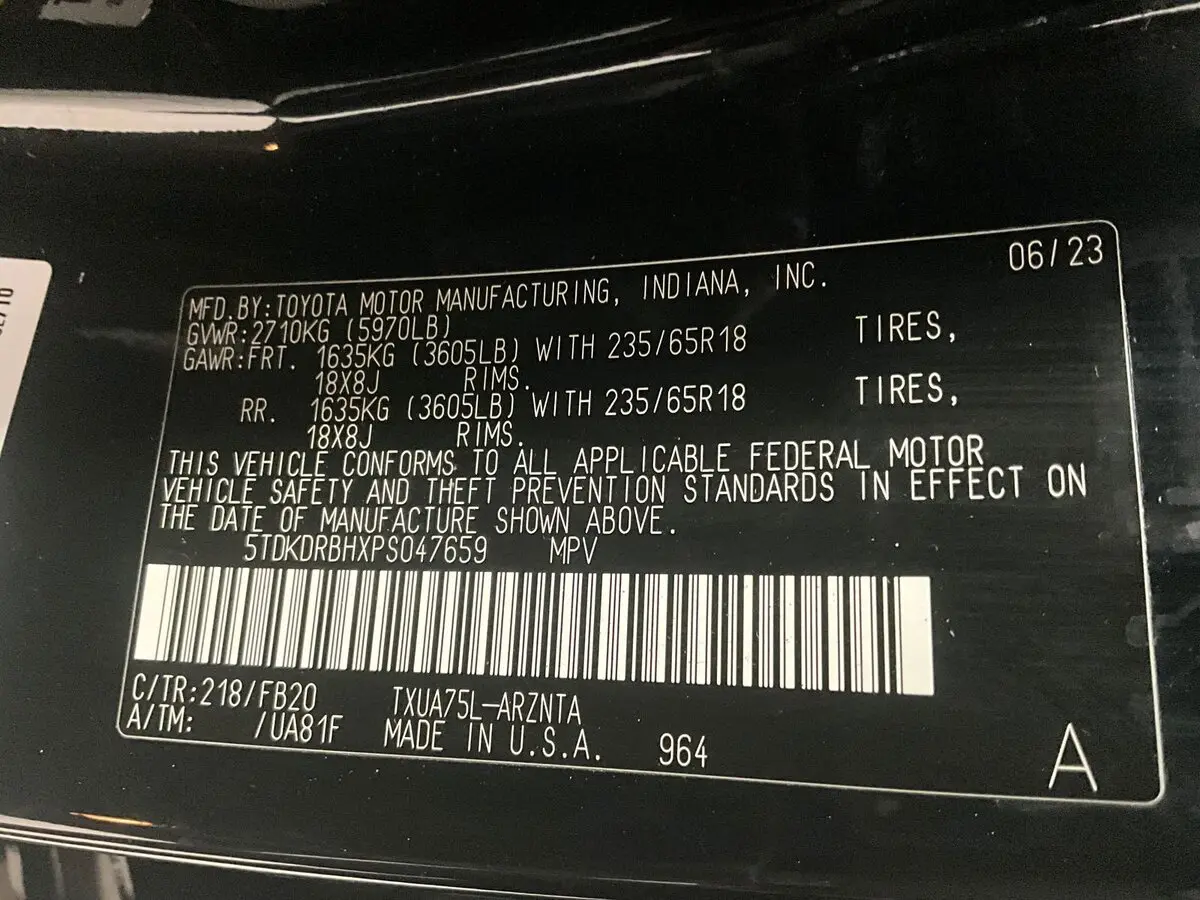 06/23
MFD.BY:TOYOTA MOTOR MANUFACTURING, INDIANA, INC.
GVWR:2710KG (5970LB)
GAWR:FRT. 1635KG (3605LB) WITH 235/65R18 TIRES,
18X8J RIMS.
RR. 1635KG (3605LB) WITH 235/65R18 TIRES,
18X8J RIMS.
THIS VEHICLE CONFORMS TO ALL APPLICABLE FEDERAL MOTOR
VEHICLE SAFETY AND THEFT PREVENTION STANDARDS IN EFFECT ON
THE DATE OF MANUFACTURE SHOWN ABOVE.
5TDKDRBHXPS047659 MPV
C/TR:218/FB20 TXUA75L-ARZNTA
A/TM: /UA81F MADE IN U.S.A. 964
A